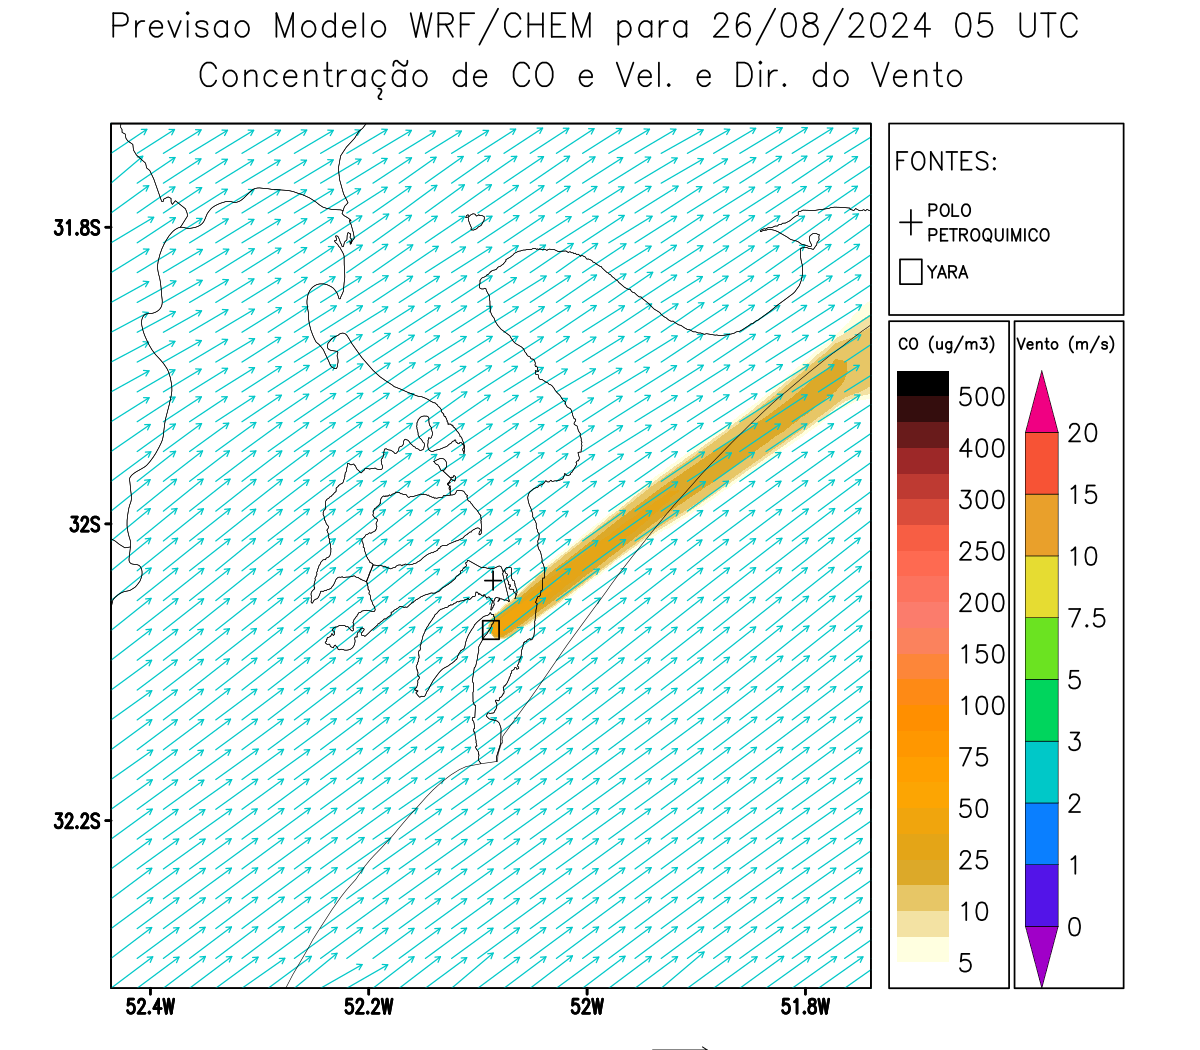 Previsao Modelo WRF/CHEM para 26/08/2024 05 UTC
Concentração de CO e Vel. e Dir. do Vento
FONTES:
POLO
PETROQUIMICO
YARA
CO (ug/m3)
500
400
300
250
200
150
100
75
50
25
10
5
Vento (m/s)
20
15
10
7.5
5
3
2
1
0
31.8S
32S
32.2S
52.4W
52.2W
52W
51.8W